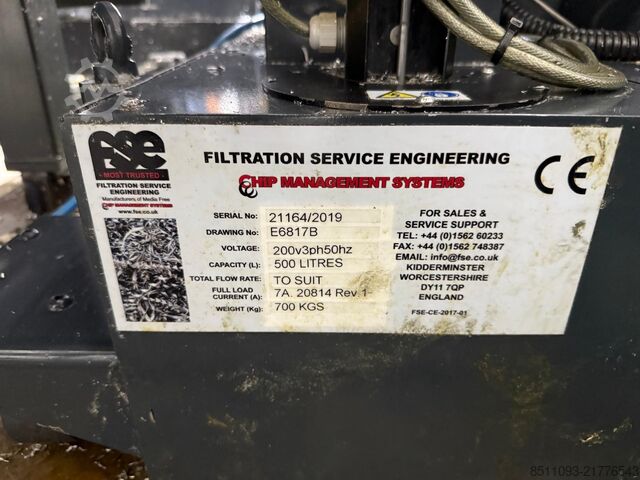 fse
- MOST TRUSTED -
FILTRATION SERVICE
ENGINEERING
Manufacturers of Media Free
CHIP MANAGEMENT SYSTEMS
www.fse.co.uk
FILTRATION SERVICE ENGINEERING
CHIP MANAGEMENT SYSTEMS
CE
SERIAL No: 21164/2019
DRAWING No: E6817B
VOLTAGE: 200v3ph50hz
CAPACITY (L): 500 LITRES
TOTAL FLOW RATE: TO SUIT
FULL LOAD
CURRENT (A): 7A. 20814 Rev.1
WEIGHT (Kg): 700 KGS
FOR SALES &
SERVICE SUPPORT
TEL: +44 (0)1562 60233
FAX: +44 (0)1562 748387
EMAIL: info@fse.co.uk
KIDDERMINSTER
WORCESTERSHIRE
DY11 7QP
ENGLAND
FSE-CE-2017-01
8511093-21776543